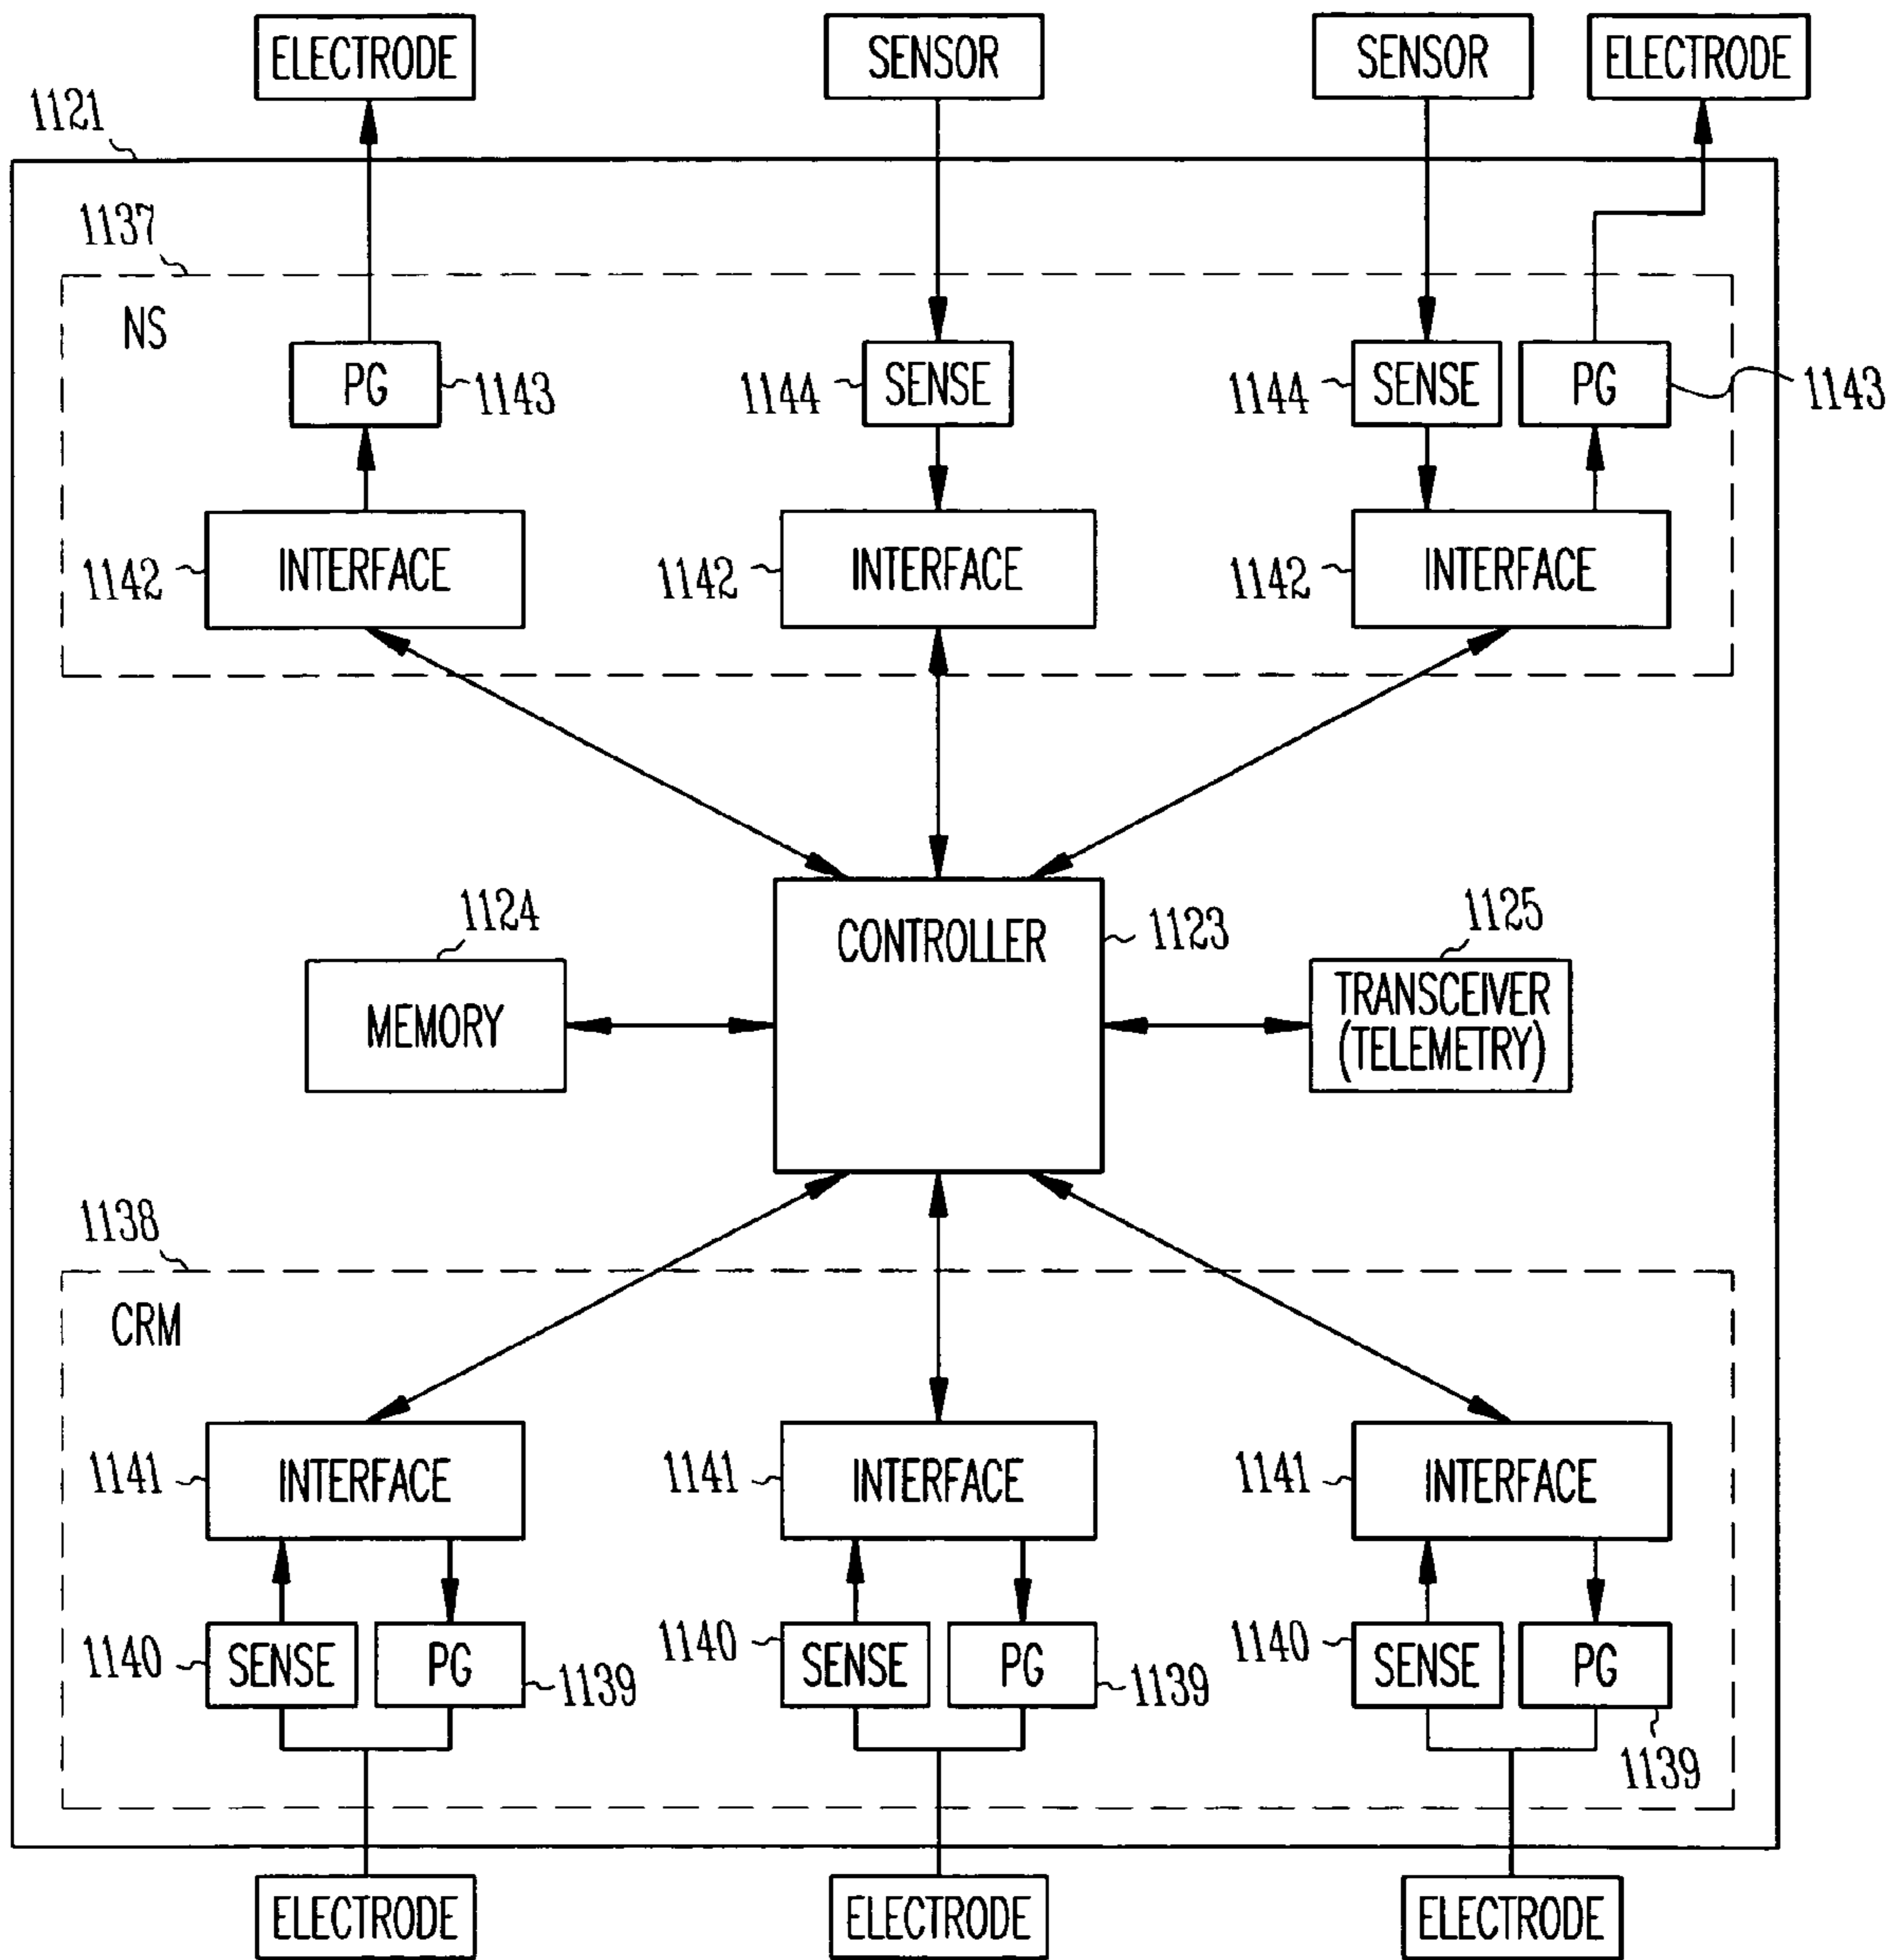 ELECTRODE
SENSOR
SENSOR
ELECTRODE
1121
1137
NS
PG
1143
1144
SENSE
1144
SENSE
PG
1143
1142
INTERFACE
1142
INTERFACE
1142
INTERFACE
1124
MEMORY
CONTROLLER
1123
1125
TRANSCEIVER
(TELEMETRY)
1138
CRM
1141
INTERFACE
1141
INTERFACE
1141
INTERFACE
1140
SENSE
PG
1139
1140
SENSE
PG
1139
1140
SENSE
PG
1139
ELECTRODE
ELECTRODE
ELECTRODE